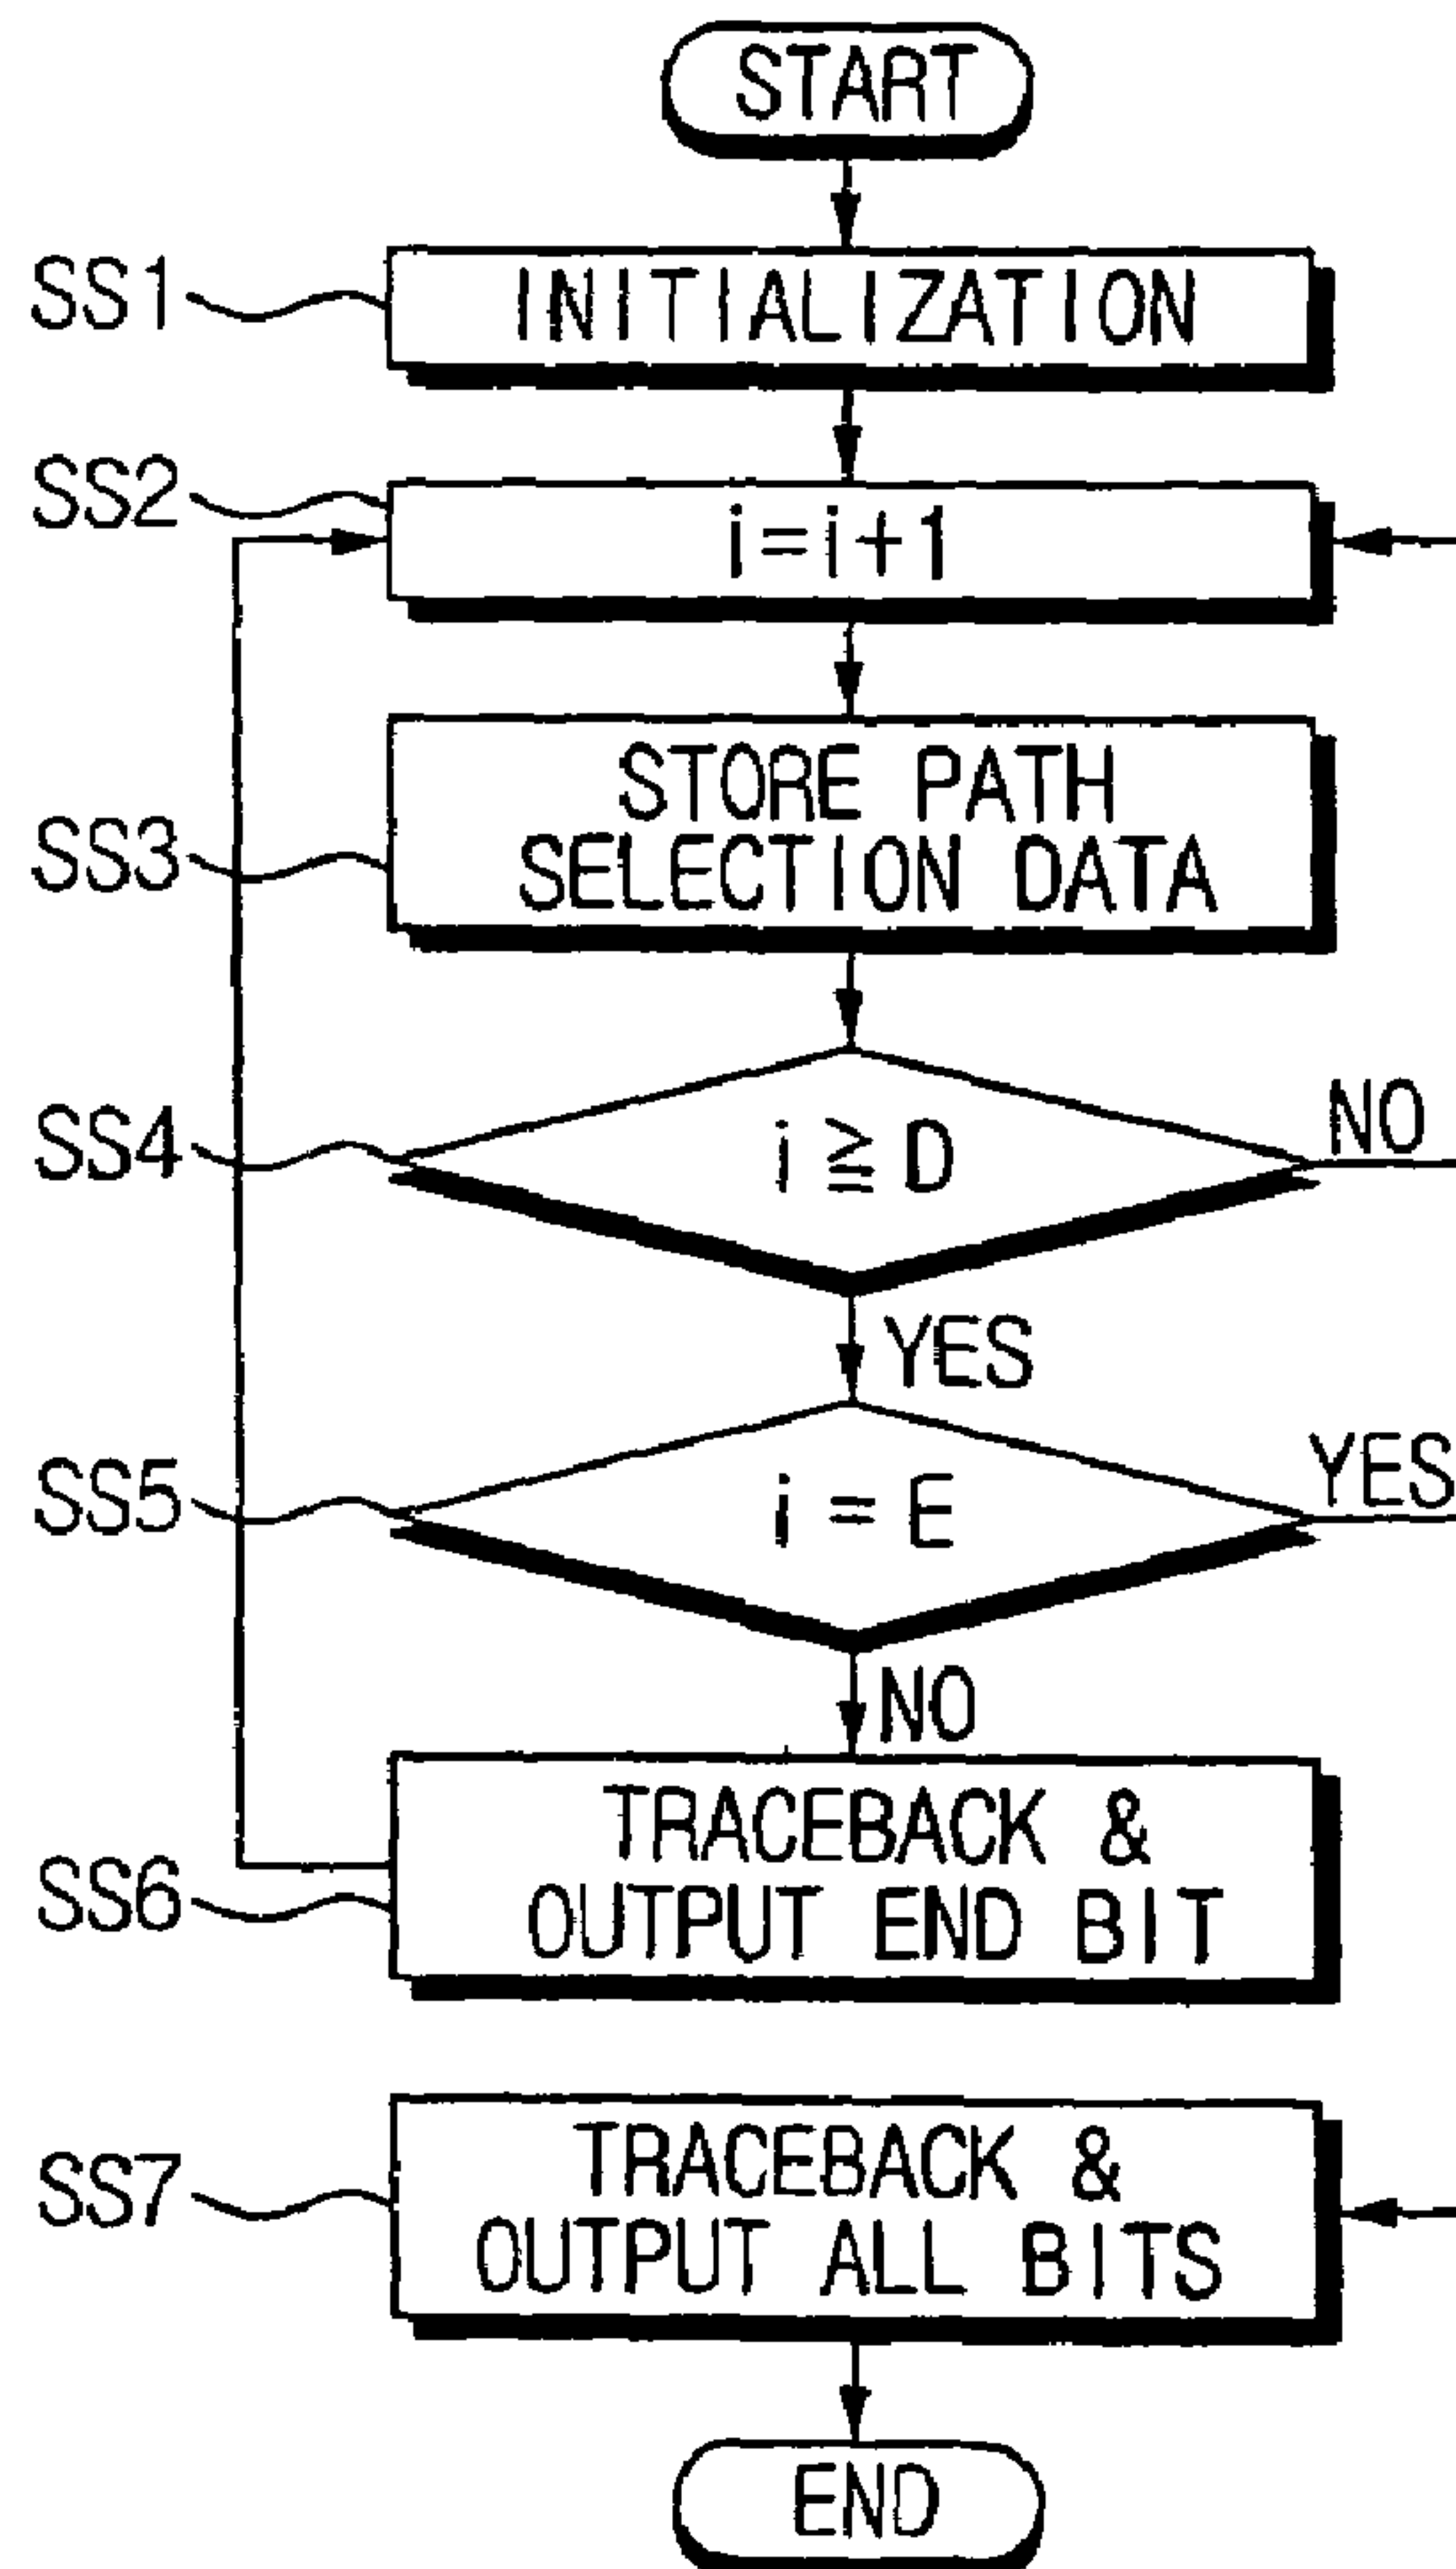 START
SS1
INITIALIZATION
SS2
i=i+1
SS3
STORE PATH
SELECTION DATA
SS4
i ≧ D
NO
YES
SS5
i = E
YES
NO
SS6
TRACEBACK &
OUTPUT END BIT
SS7
TRACEBACK &
OUTPUT ALL BITS
END